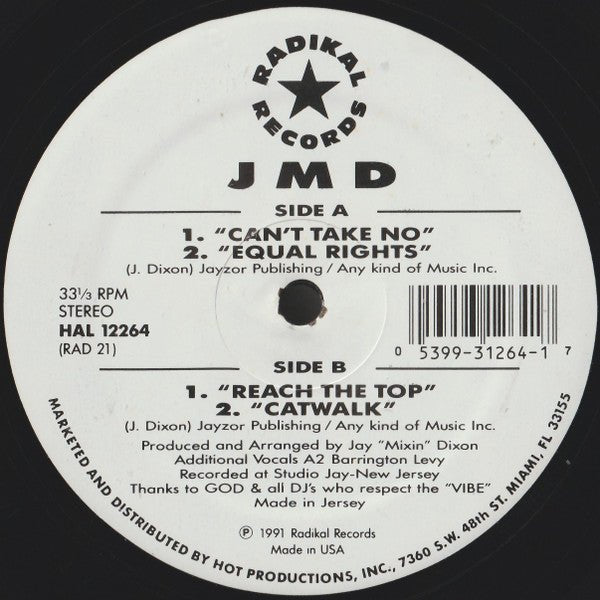 RADIKAL
RECORDS
JMD
SIDE A
1. "CAN'T TAKE NO"
2. "EQUAL RIGHTS"
(J. Dixon) Jayzor Publishing / Any kind of Music Inc.
33⅓ RPM
STEREO
HAL 12264
(RAD 21)
0 5399-31264-1 7
SIDE B
1. "REACH THE TOP"
2. "CATWALK"
(J. Dixon) Jayzor Publishing / Any kind of Music Inc.
Produced and Arranged by Jay "Mixin" Dixon
Additional Vocals A2 Barrington Levy
Recorded at Studio Jay-New Jersey
Thanks to GOD & all DJ's who respect the "VIBE"
Made in Jersey
℗ 1991 Radikal Records
Made in USA
MARKETED AND DISTRIBUTED BY HOT PRODUCTIONS, INC., 7360 S.W. 48th ST. MIAMI, FL 33155